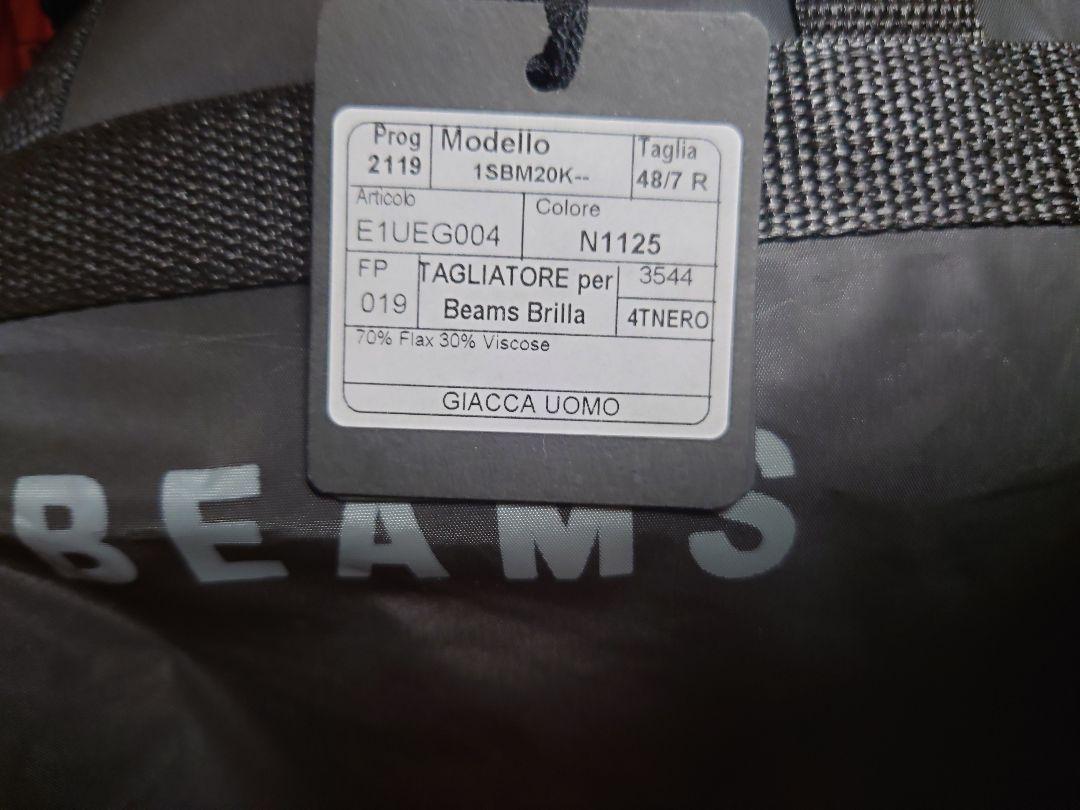 Prog
2119
Modello
1SBM20K--
Taglia
48/7 R
Articolo
E1UEG004
Colore
N1125
FP
019
TAGLIATORE per
Beams Brilla
3544
4TNERO
70% Flax 30% Viscose
GIACCA UOMO
BEAMS